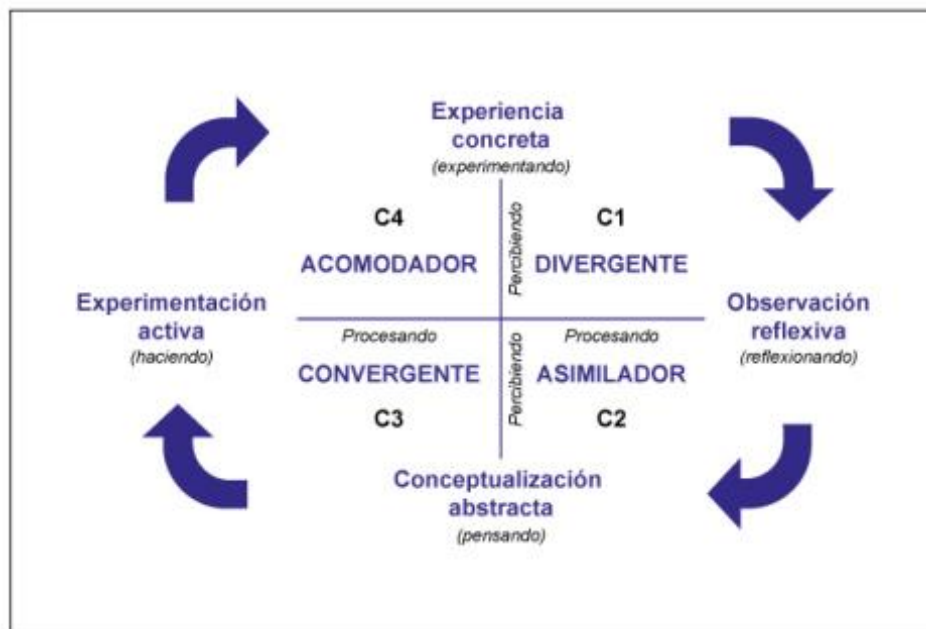 Experiencia
concreta
(experimentando)
C4
ACOMODADOR
Percibiendo
C1
DIVERGENTE
Experimentación
activa
(haciendo)
Observación
reflexiva
(reflexionando)
Procesando
CONVERGENTE
C3
Percibiendo
Procesando
ASIMILADOR
C2
Conceptualización
abstracta
(pensando)